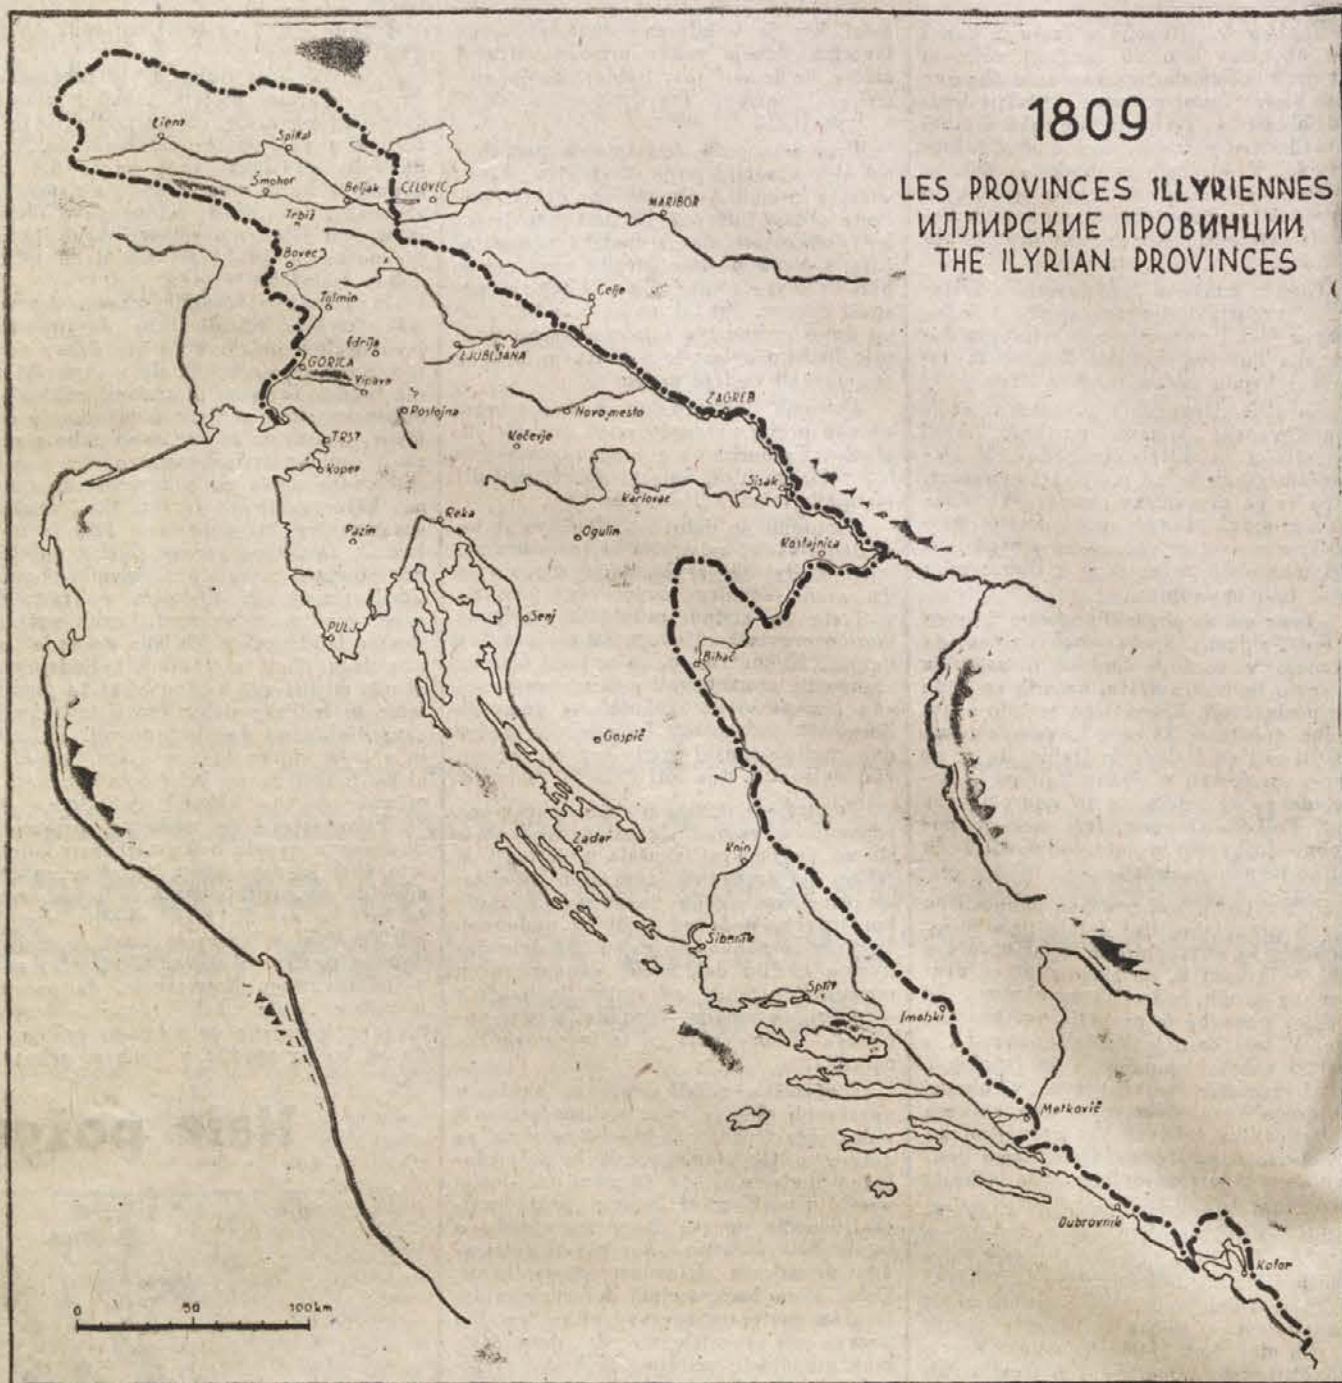 1809
LES PROVINCES ILLYRIENNES
ИЛЛИРСКИЕ ПРОВИНЦИИ
THE ILYRIAN PROVINCES
Lienz
Spital
Šmohor
Beljak
CELOVEC
MARIBOR
Trbiž
Bovec
Tolmin
Celje
Idrija
LJUBLJANA
GORICA
Vipava
Postojna
Novo mesto
ZAGREB
TRST
Kočevje
Koper
Karlovac
Sisak
Reka
Pazin
Ogulin
Kostajnica
PULJ
Senj
Bihač
Gospič
Zadar
Knin
Šibenik
Split
Imotski
Metkovič
Dubrovnik
Kotor
0 50 100km